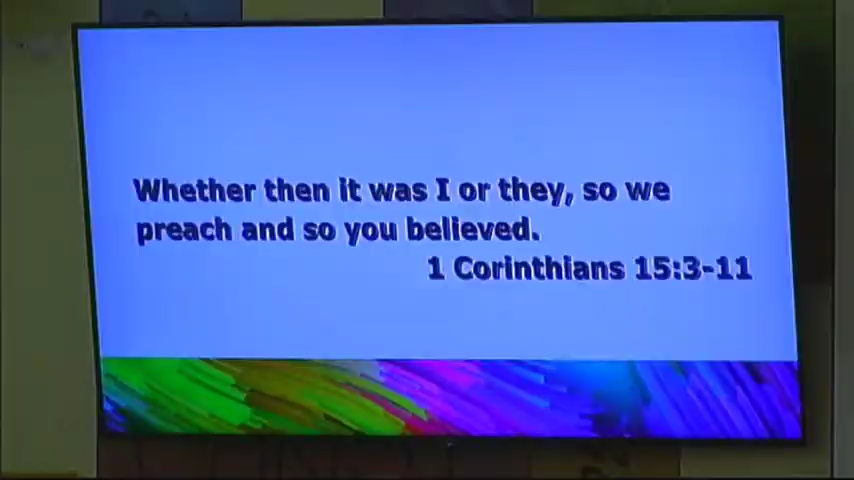 Whether then it was I or they, so we
preach and so you believed.
1 Corinthians 15:3-11